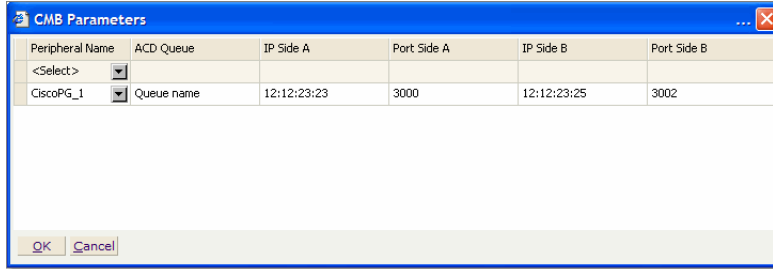 CMB Parameters ...
Peripheral Name ACD Queue IP Side A Port Side A IP Side B Port Side B
<Select>
CiscoPG_1 Queue name 12:12:23:23 3000 12:12:23:25 3002
OK Cancel